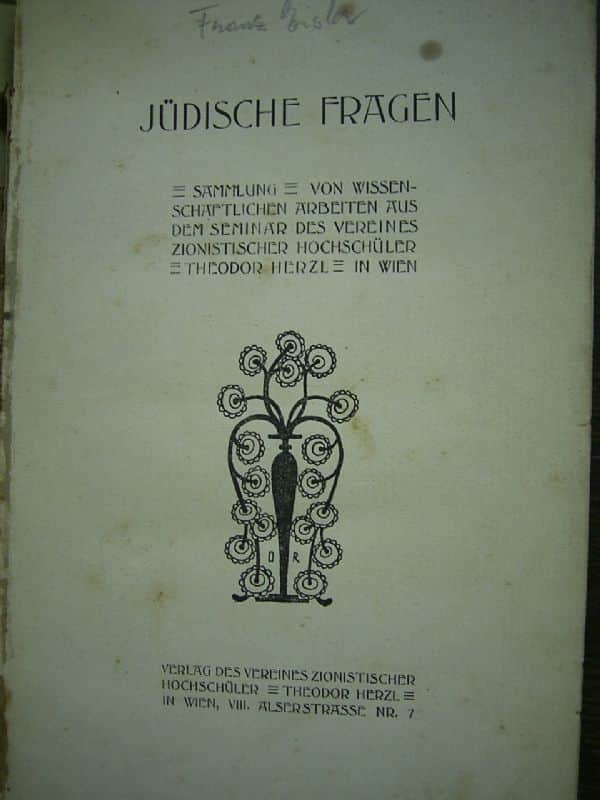 Franz
JÜDISCHE FRAGEN
≡ SAMMLUNG ≡ VON WISSEN-
SCHAFTLICHEN ARBEITEN AUS
DEM SEMINAR DES VEREINES
ZIONISTISCHER HOCHSCHÜLER
≡ THEODOR HERZL ≡ IN WIEN
D R
VERLAG DES VEREINES ZIONISTISCHER
HOCHSCHÜLER ≡ THEODOR HERZL ≡
IN WIEN, VIII. ALSERSTRASSE NR. 7